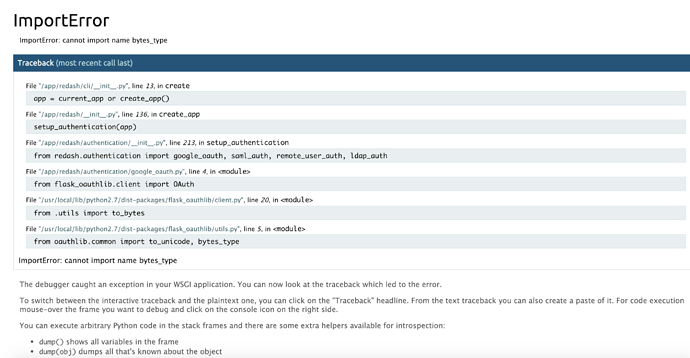 ImportError
ImportError: cannot import name bytes_type
Traceback (most recent call last)
File "/app/redash/cli/__init__.py", line 13, in create
app = current_app or create_app()
File "/app/redash/__init__.py", line 136, in create_app
setup_authentication(app)
File "/app/redash/authentication/__init__.py", line 213, in setup_authentication
from redash.authentication import google_oauth, saml_auth, remote_user_auth, ldap_auth
File "/app/redash/authentication/google_oauth.py", line 4, in <module>
from flask_oauthlib.client import OAuth
File "/usr/local/lib/python2.7/dist-packages/flask_oauthlib/client.py", line 20, in <module>
from .utils import to_bytes
File "/usr/local/lib/python2.7/dist-packages/flask_oauthlib/utils.py", line 3, in <module>
from oauthlib.common import to_unicode, bytes_type
ImportError: cannot import name bytes_type
The debugger caught an exception in your WSGI application. You can now look at the traceback which led to the error.
To switch between the interactive traceback and the plaintext one, you can click on the "Traceback" headline. From the text traceback you can also create a paste of it. For code execution
mouse-over the frame you want to debug and click on the console icon on the right side.
You can execute arbitrary Python code in the stack frames and there are some extra helpers available for introspection:
• dump() shows all variables in the frame
• dump(obj) dumps all that's known about the object